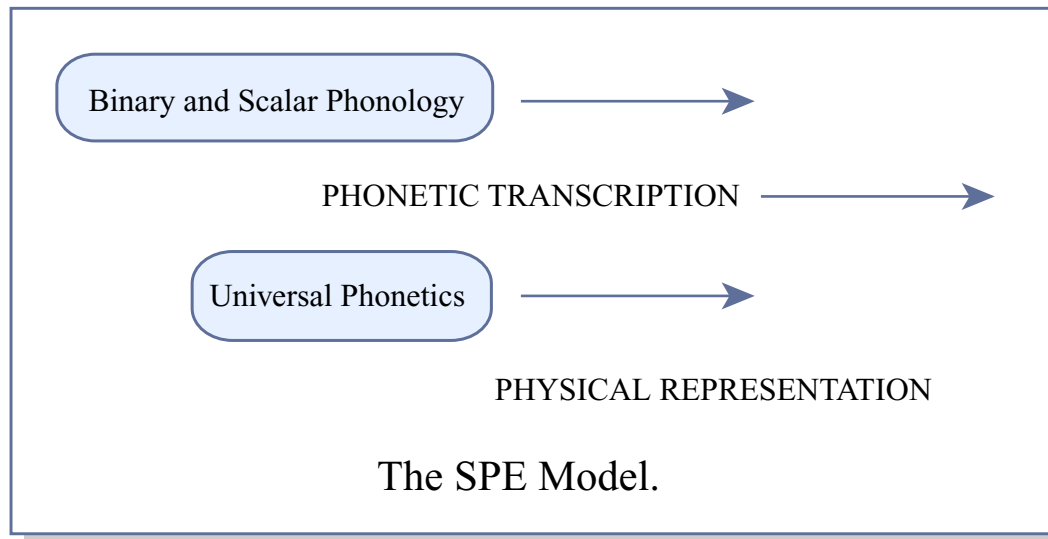 Binary and Scalar Phonology
PHONETIC TRANSCRIPTION
Universal Phonetics
PHYSICAL REPRESENTATION
The SPE Model.